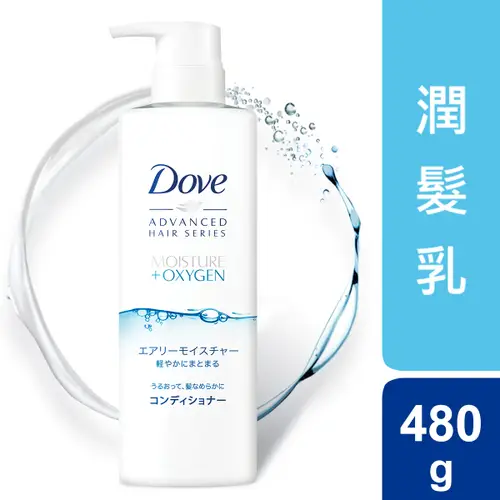 Dove
ADVANCED
HAIR SERIES
MOISTURE
+OXYGEN
エアリーモイスチャー
軽やかにまとまる
うるおって、髪なめらかに
コンディショナー
潤髮乳
480
g